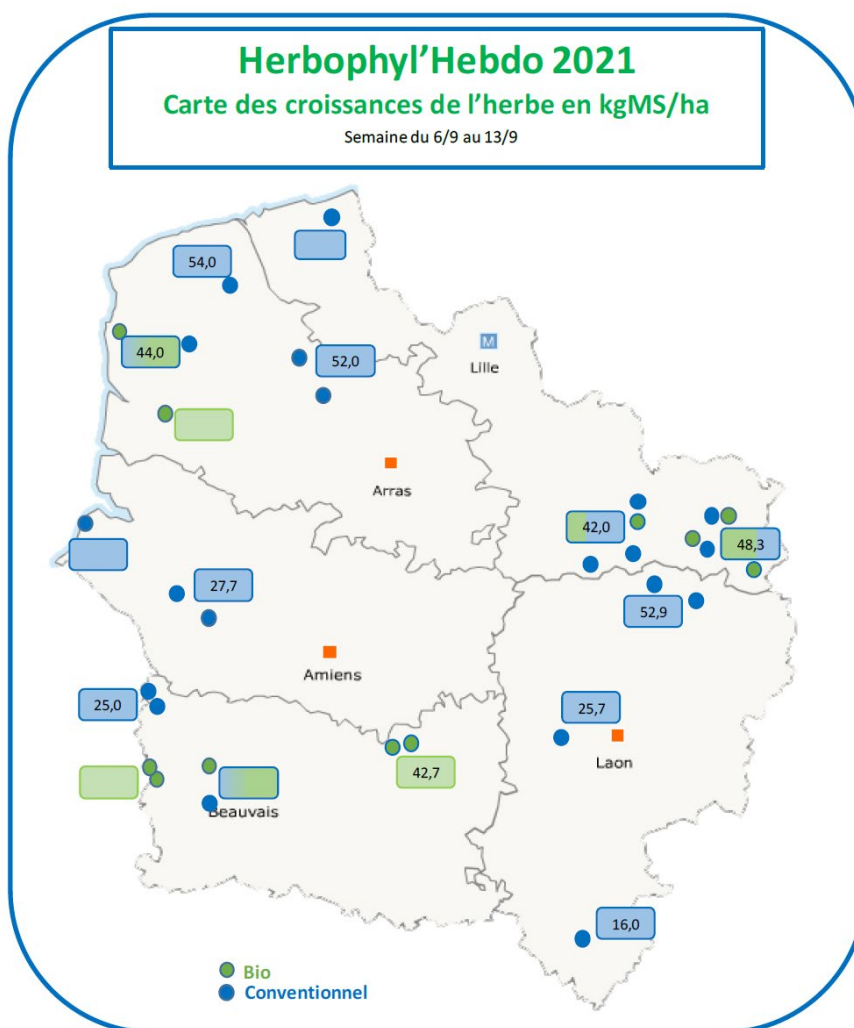 Herbophyl’Hebdo 2021
Carte des croissances de l’herbe en kgMS/ha
Semaine du 6/9 au 13/9
54,0
M
44,0
52,0
Lille
Arras
42,0
48,3
27,7
52,9
Amiens
25,0
25,7
Laon
42,7
Beauvais
16,0
Bio
Conventionnel